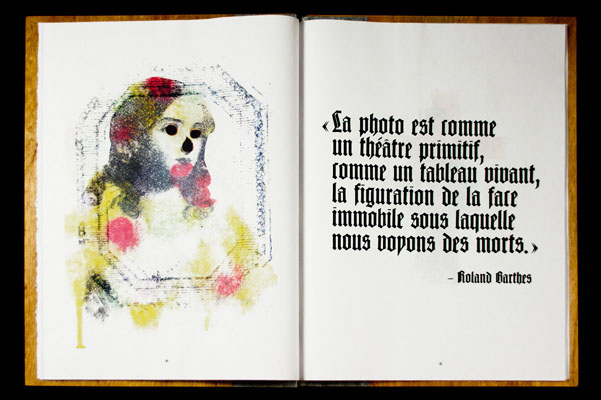 ‹La photo est comme
un théâtre primitif,
comme un tableau vivant,
la figuration de la face
immobile sous laquelle
nous voyons des morts.›
– Roland Barthes